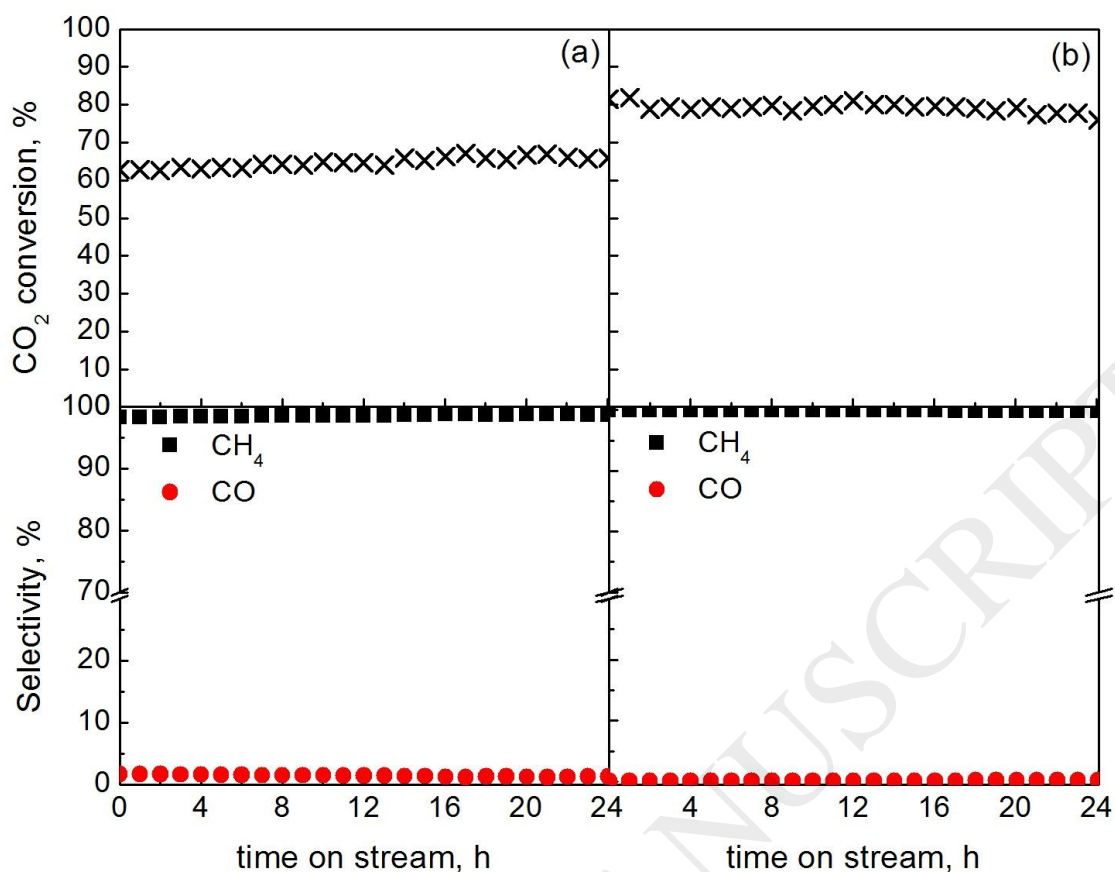 (a)
(b)
CO₂ conversion, %
100
90
80
70
60
50
40
30
20
10
100
90
80
70
20
10
0
Selectivity, %
CH₄
CO
CH₄
CO
0 4 8 12 16 20 24 4 8 12 16 20 24
time on stream, h
time on stream, h
NUSCRIPT